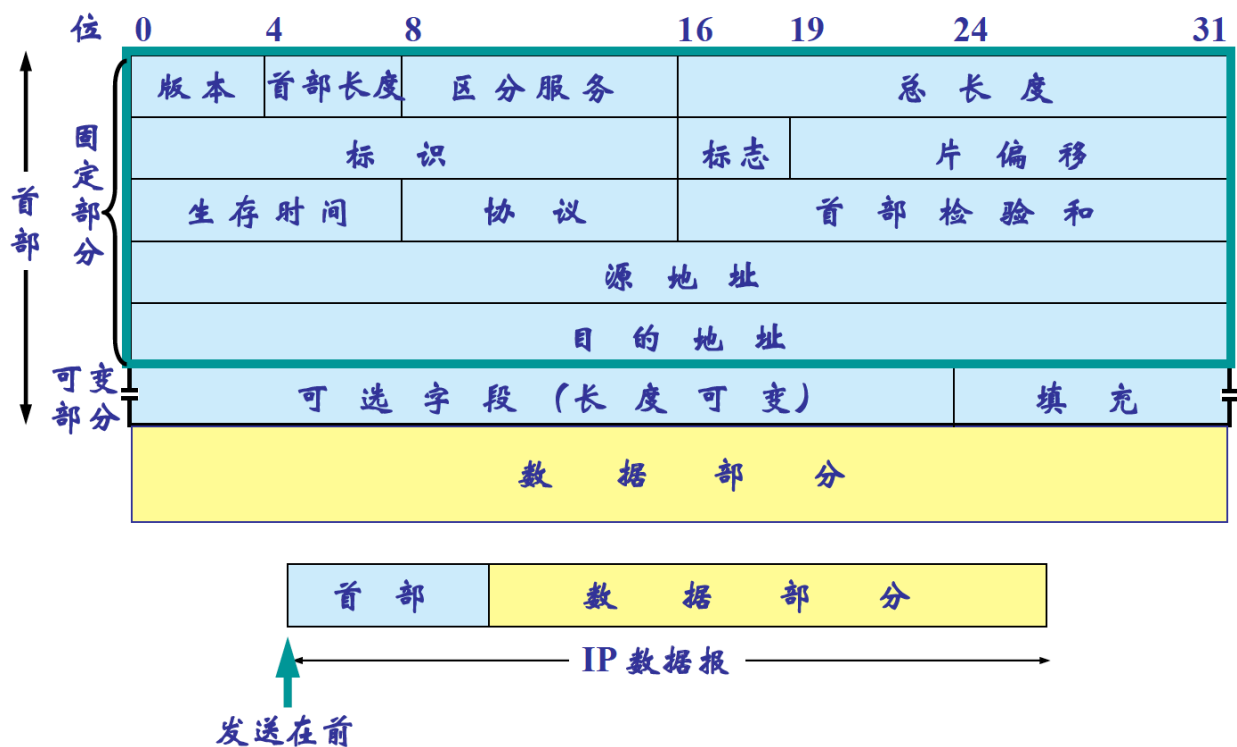 位 0 4 8 16 19 24 31
版本 首部长度 区分服务 总长度
标识 标志 片偏移
生存时间 协议 首部检验和
源地址
目的地址
可选字段（长度可变） 填充
数据部分
首部
固定部分
可变部分
首部 数据部分
IP 数据报
发送在前